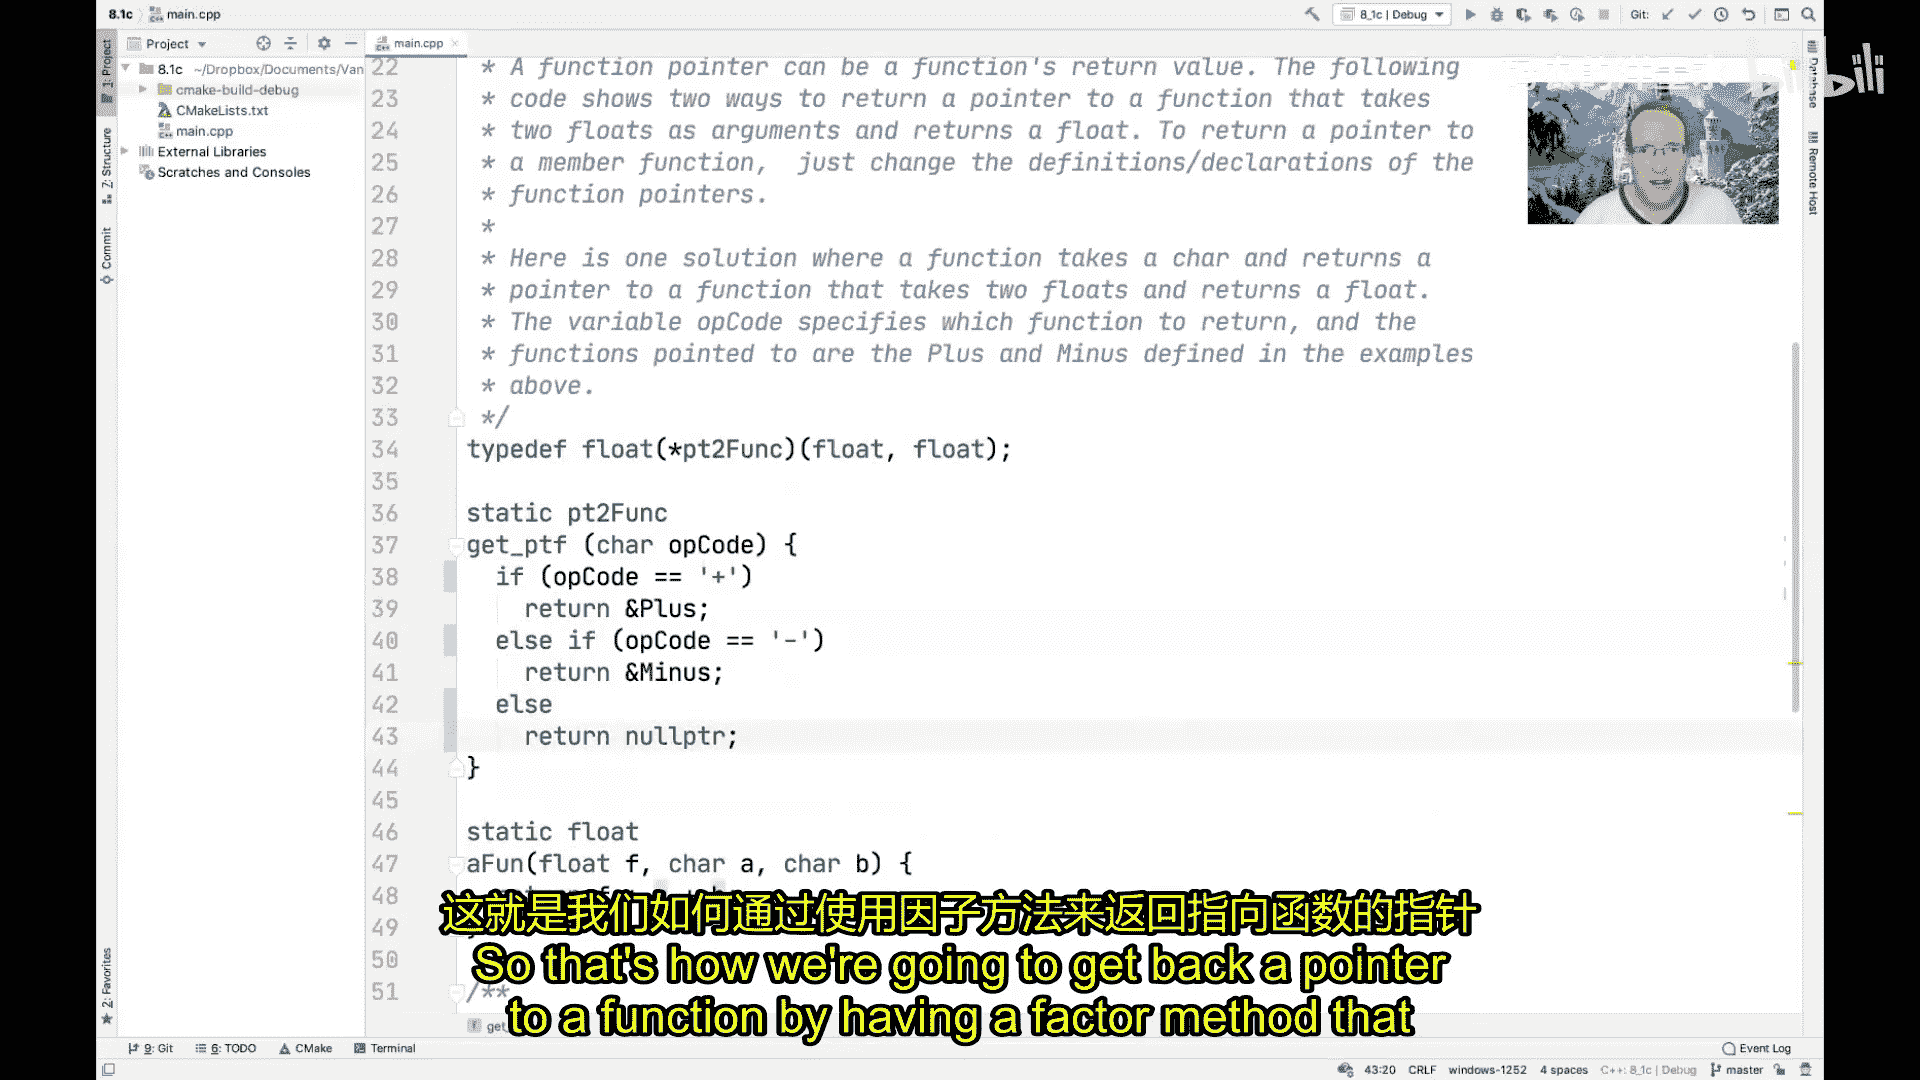 8.1c
main.cpp
8_1c | Debug
Git:
Project
main.cpp
1: Project
8.1c ~/Dropbox/Documents/Van
cmake-build-debug
CMakeLists.txt
main.cpp
External Libraries
Scratches and Consoles
Z: Structure
Commit
2: Favorites
22 * A function pointer can be a function's return value. The following
23 * code shows two ways to return a pointer to a function that takes
24 * two floats as arguments and returns a float. To return a pointer to
25 * a member function,  just change the definitions/declarations of the
26 * function pointers.
27 *
28 * Here is one solution where a function takes a char and returns a
29 * pointer to a function that takes two floats and returns a float.
30 * The variable opCode specifies which function to return, and the
31 * functions pointed to are the Plus and Minus defined in the examples
32 * above.
33 */
34 typedef float(*pt2Func)(float, float);
35
36 static pt2Func
37 get_ptf (char opCode) {
38 if (opCode == '+')
39 return &Plus;
40 else if (opCode == '-')
41 return &Minus;
42 else
43 return nullptr;
44 }
45
46 static float
47 aFun(float f, char a, char b) {
48
49
50
51 /**
bilibili
Database
Remote Host
这就是我们如何通过使用因子方法来返回指向函数的指针
So that's how we're going to get back a pointer
to a function by having a factor method that
9: Git
6: TODO
CMake
Terminal
Event Log
43:20 CRLF windows-1252 4 spaces C++: 8_1c | Debug master